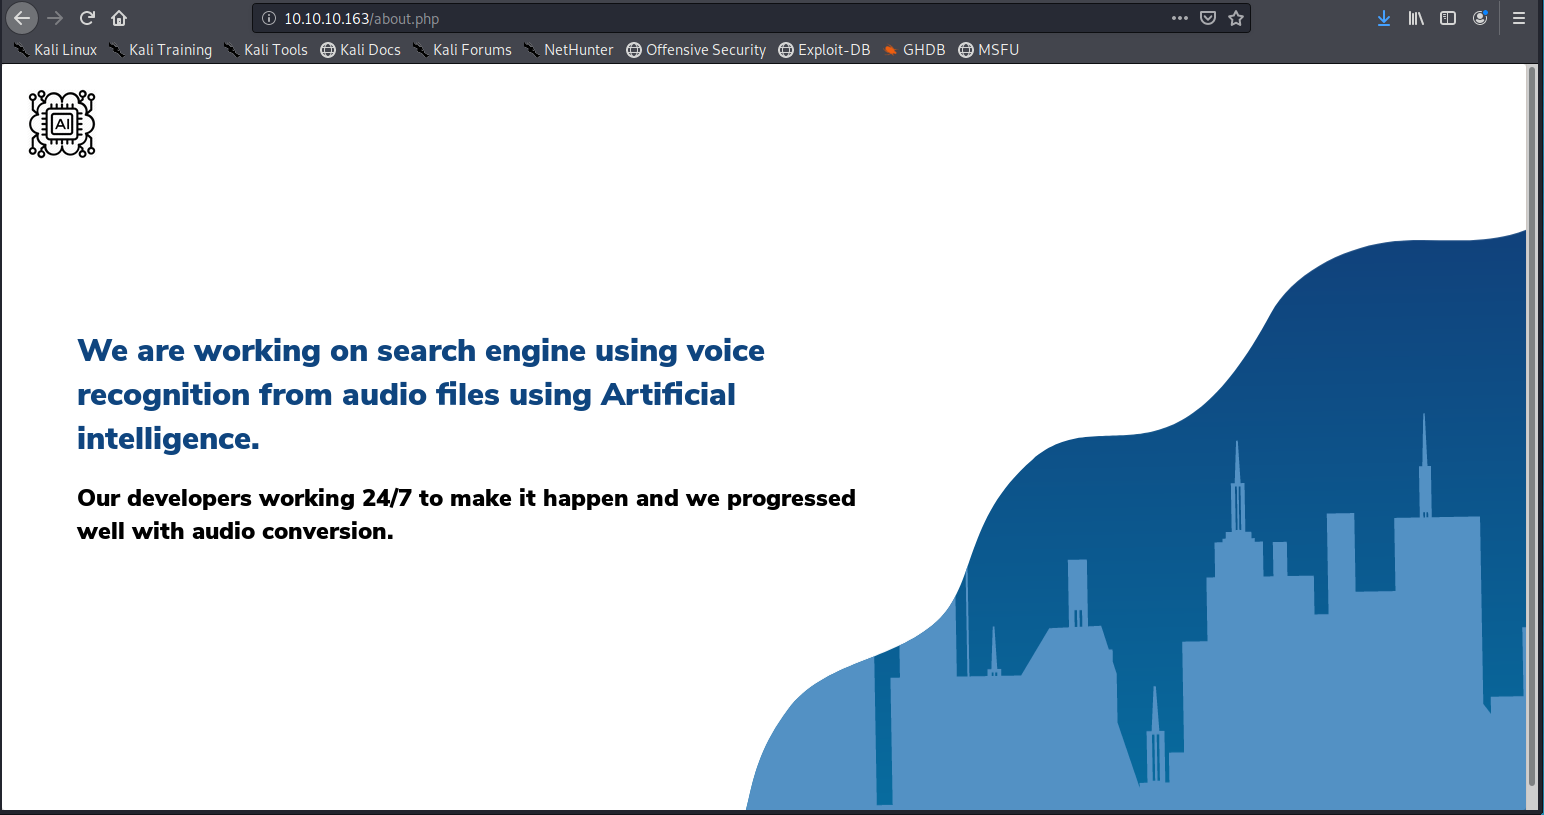 10.10.10.163/about.php
Kali Linux Kali Training Kali Tools Kali Docs Kali Forums NetHunter Offensive Security Exploit-DB GHDB MSFU
AI
We are working on search engine using voice
recognition from audio files using Artificial
intelligence.
Our developers working 24/7 to make it happen and we progressed
well with audio conversion.